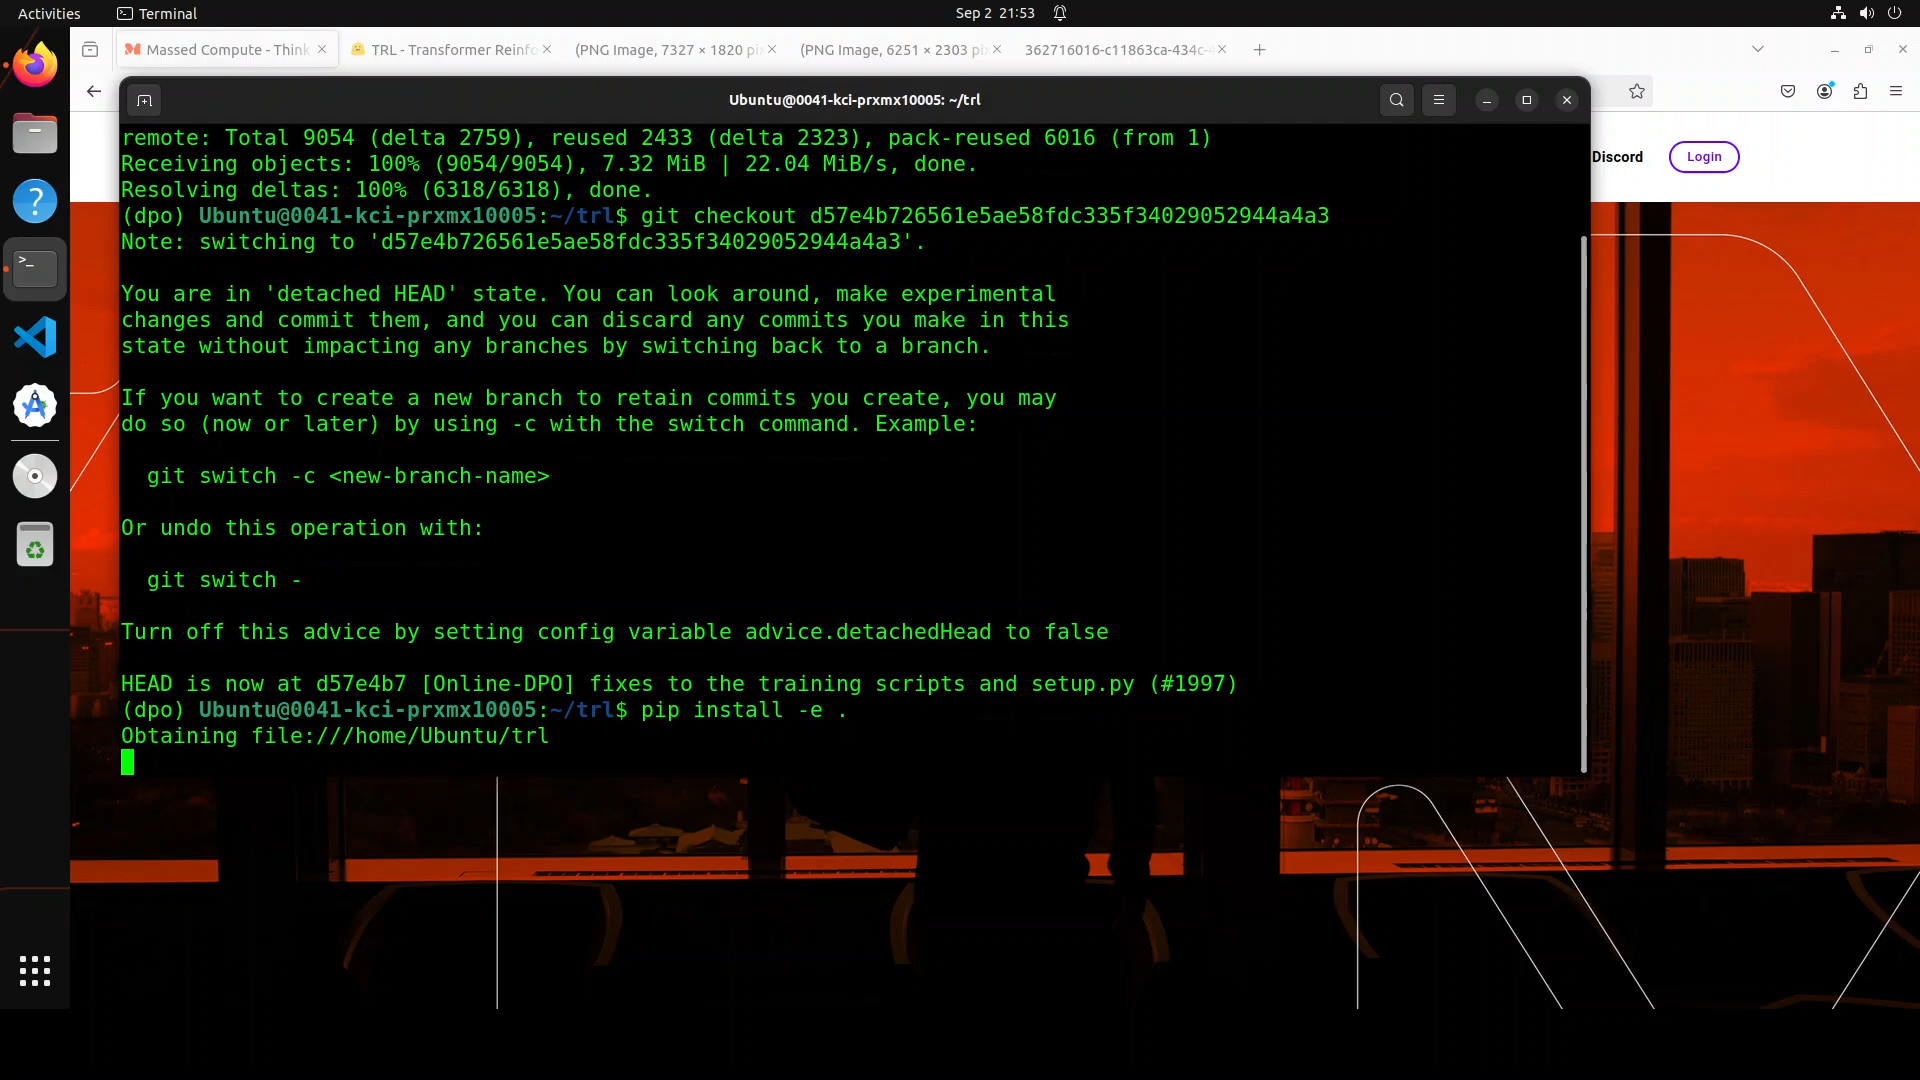 Activities
Terminal
Sep 2 21:53
Massed Compute - Think
TRL - Transformer Reinfo
(PNG Image, 7327 × 1820 pix
(PNG Image, 6251 × 2303 pix
362716016-c11863ca-434c-4
Ubuntu@0041-kci-prxmx10005: ~/trl
Discord
Login
remote: Total 9054 (delta 2759), reused 2433 (delta 2323), pack-reused 6016 (from 1)
Receiving objects: 100% (9054/9054), 7.32 MiB | 22.04 MiB/s, done.
Resolving deltas: 100% (6318/6318), done.
(dpo) Ubuntu@0041-kci-prxmx10005:~/trl$ git checkout d57e4b726561e5ae58fdc335f34029052944a4a3
Note: switching to 'd57e4b726561e5ae58fdc335f34029052944a4a3'.
You are in 'detached HEAD' state. You can look around, make experimental
changes and commit them, and you can discard any commits you make in this
state without impacting any branches by switching back to a branch.
If you want to create a new branch to retain commits you create, you may
do so (now or later) by using -c with the switch command. Example:
git switch -c <new-branch-name>
Or undo this operation with:
git switch -
Turn off this advice by setting config variable advice.detachedHead to false
HEAD is now at d57e4b7 [Online-DPO] fixes to the training scripts and setup.py (#1997)
(dpo) Ubuntu@0041-kci-prxmx10005:~/trl$ pip install -e .
Obtaining file:///home/Ubuntu/trl